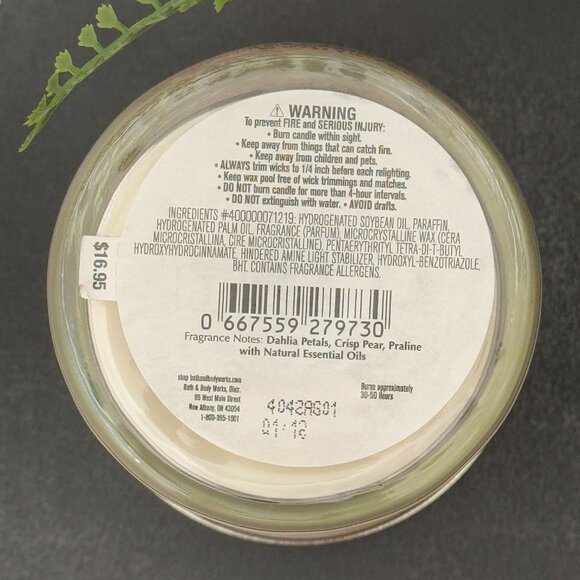 ⚠ WARNING
To prevent FIRE and SERIOUS INJURY:
• Burn candle within sight.
• Keep away from things that can catch fire.
• Keep away from children and pets.
• ALWAYS trim wicks to 1/4 inch before each relighting.
• Keep wax pool free of wick trimmings and matches.
• DO NOT burn candle for more than 4-hour intervals.
• DO NOT extinguish with water. • AVOID drafts.
INGREDIENTS #400000071219: HYDROGENATED SOYBEAN OIL, PARAFFIN,
HYDROGENATED PALM OIL, FRAGRANCE (PARFUM), MICROCRYSTALLINE WAX (CERA
MICROCRISTALLINA, CIRE MICROCRISTALLINE), PENTAERYTHRITYL TETRA-DI-T-BUTYL
HYDROXYHYDROCINNAMATE, HINDERED AMINE LIGHT STABILIZER, HYDROXYL-BENZOTRIAZOLE,
BHT. CONTAINS FRAGRANCE ALLERGENS.
$16.95
0 667559 279730
Fragrance Notes: Dahlia Petals, Crisp Pear, Praline
with Natural Essential Oils
shop bathandbodyworks.com
Bath & Body Works, Distr.
95 West Main Street
New Albany, OH 43054
1-800-395-1001
Burns approximately
30-50 Hours
4042AG01